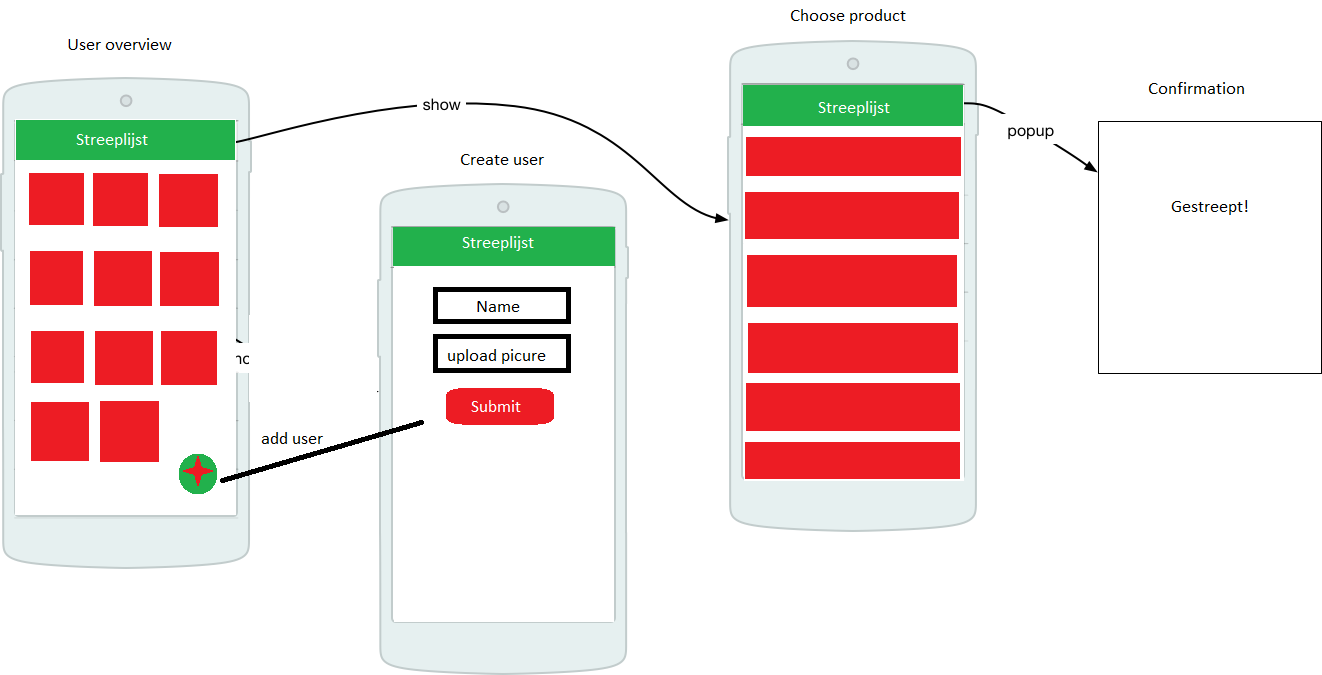 User overview
Streeplijst
add user
show
Create user
Streeplijst
Name
upload picure
Submit
Choose product
Streeplijst
popup
Confirmation
Gestreept!